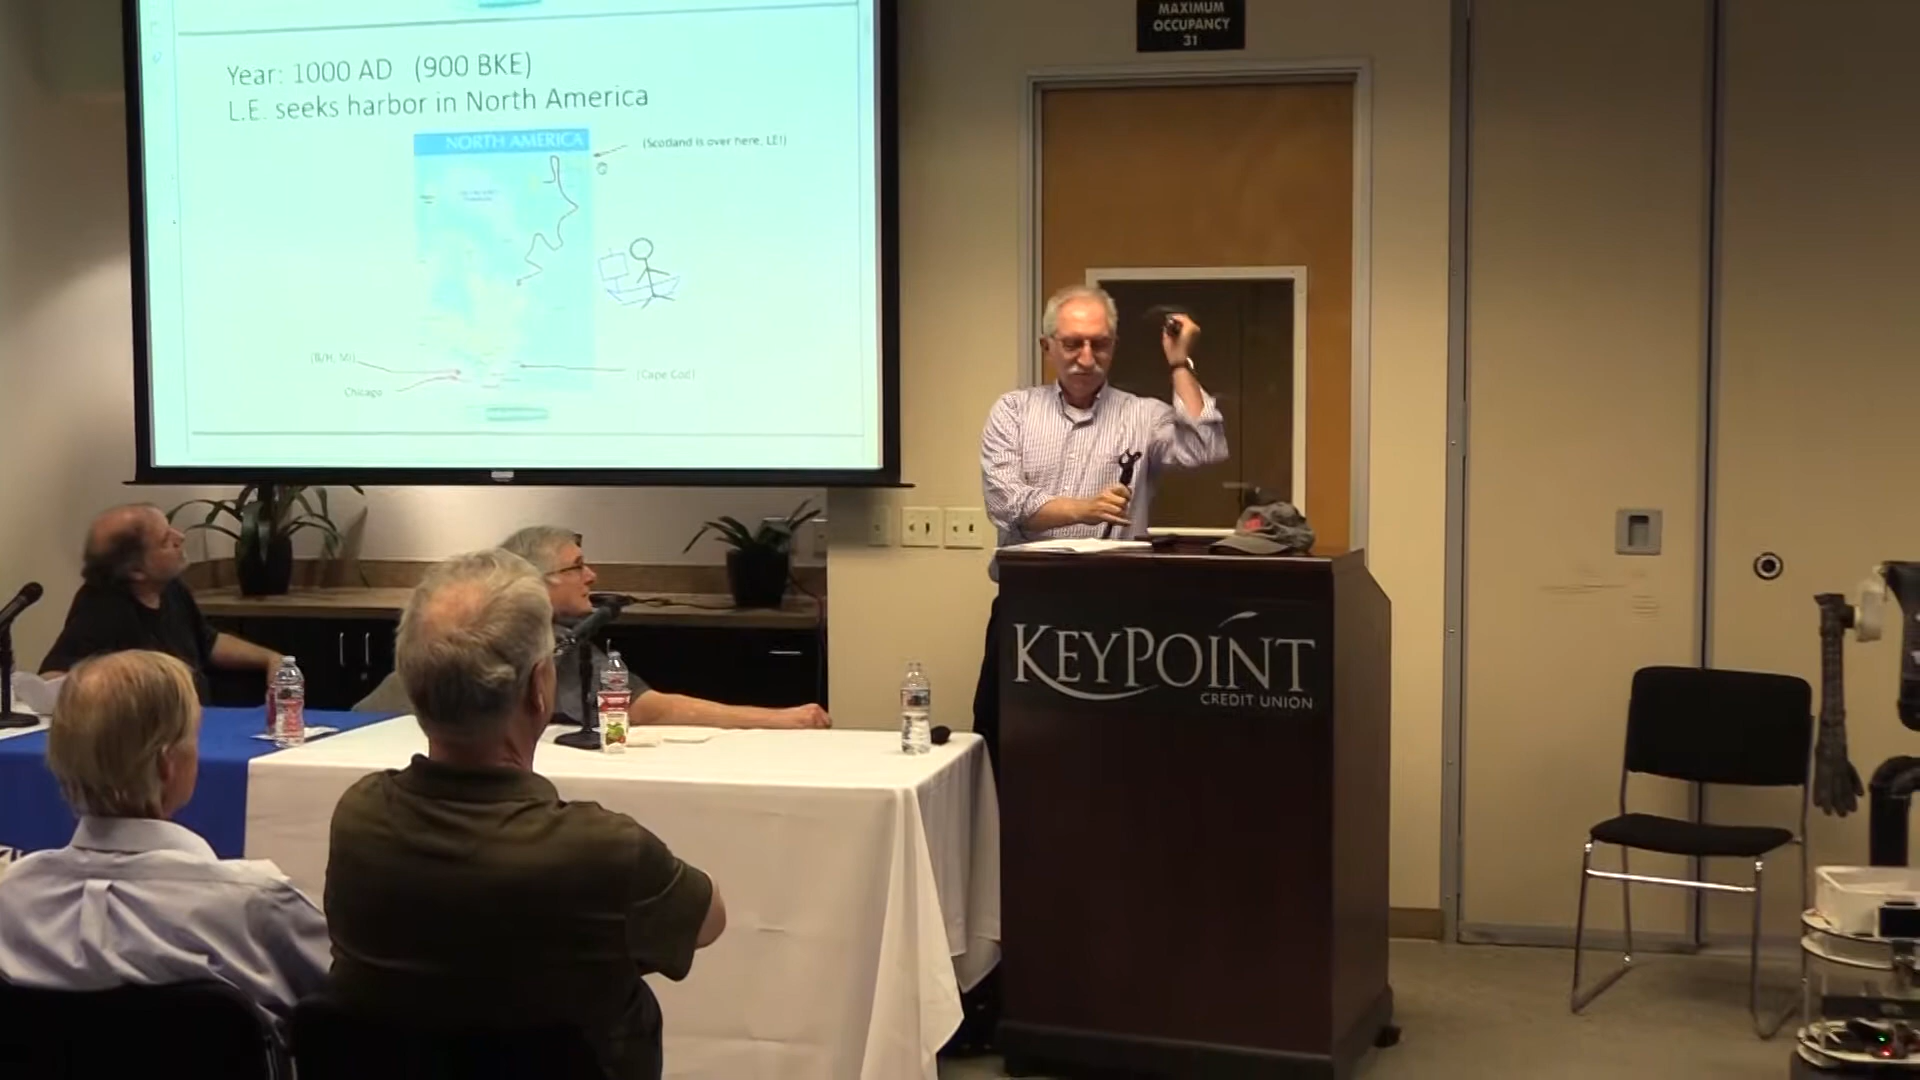 MAXIMUM
OCCUPANCY
31
Year: 1000 AD (900 BKE)
L.E. seeks harbor in North America
NORTH AMERICA
(Scotland is over here, LE!)
(B/H, MI)
Chicago
(Cape Cod)
KEYPOINT
CREDIT UNION